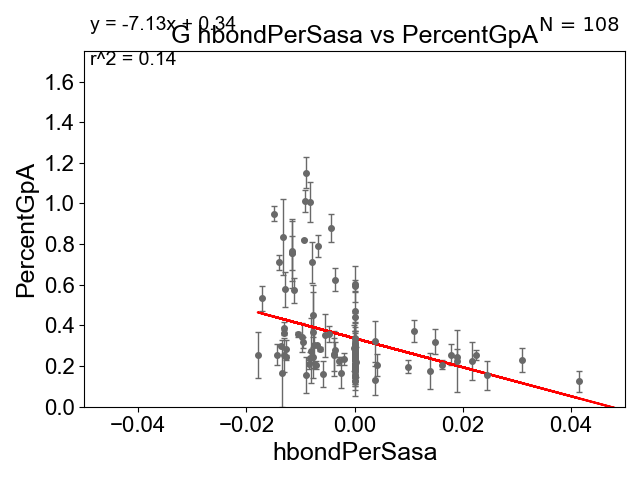 y = -7.13x + 0.34
N = 108
G hbondPerSasa vs PercentGpA
r^2 = 0.14
1.6
1.4
1.2
1.0
0.8
0.6
0.4
0.2
0.0
PercentGpA
−0.04 −0.02 0.00 0.02 0.04
hbondPerSasa